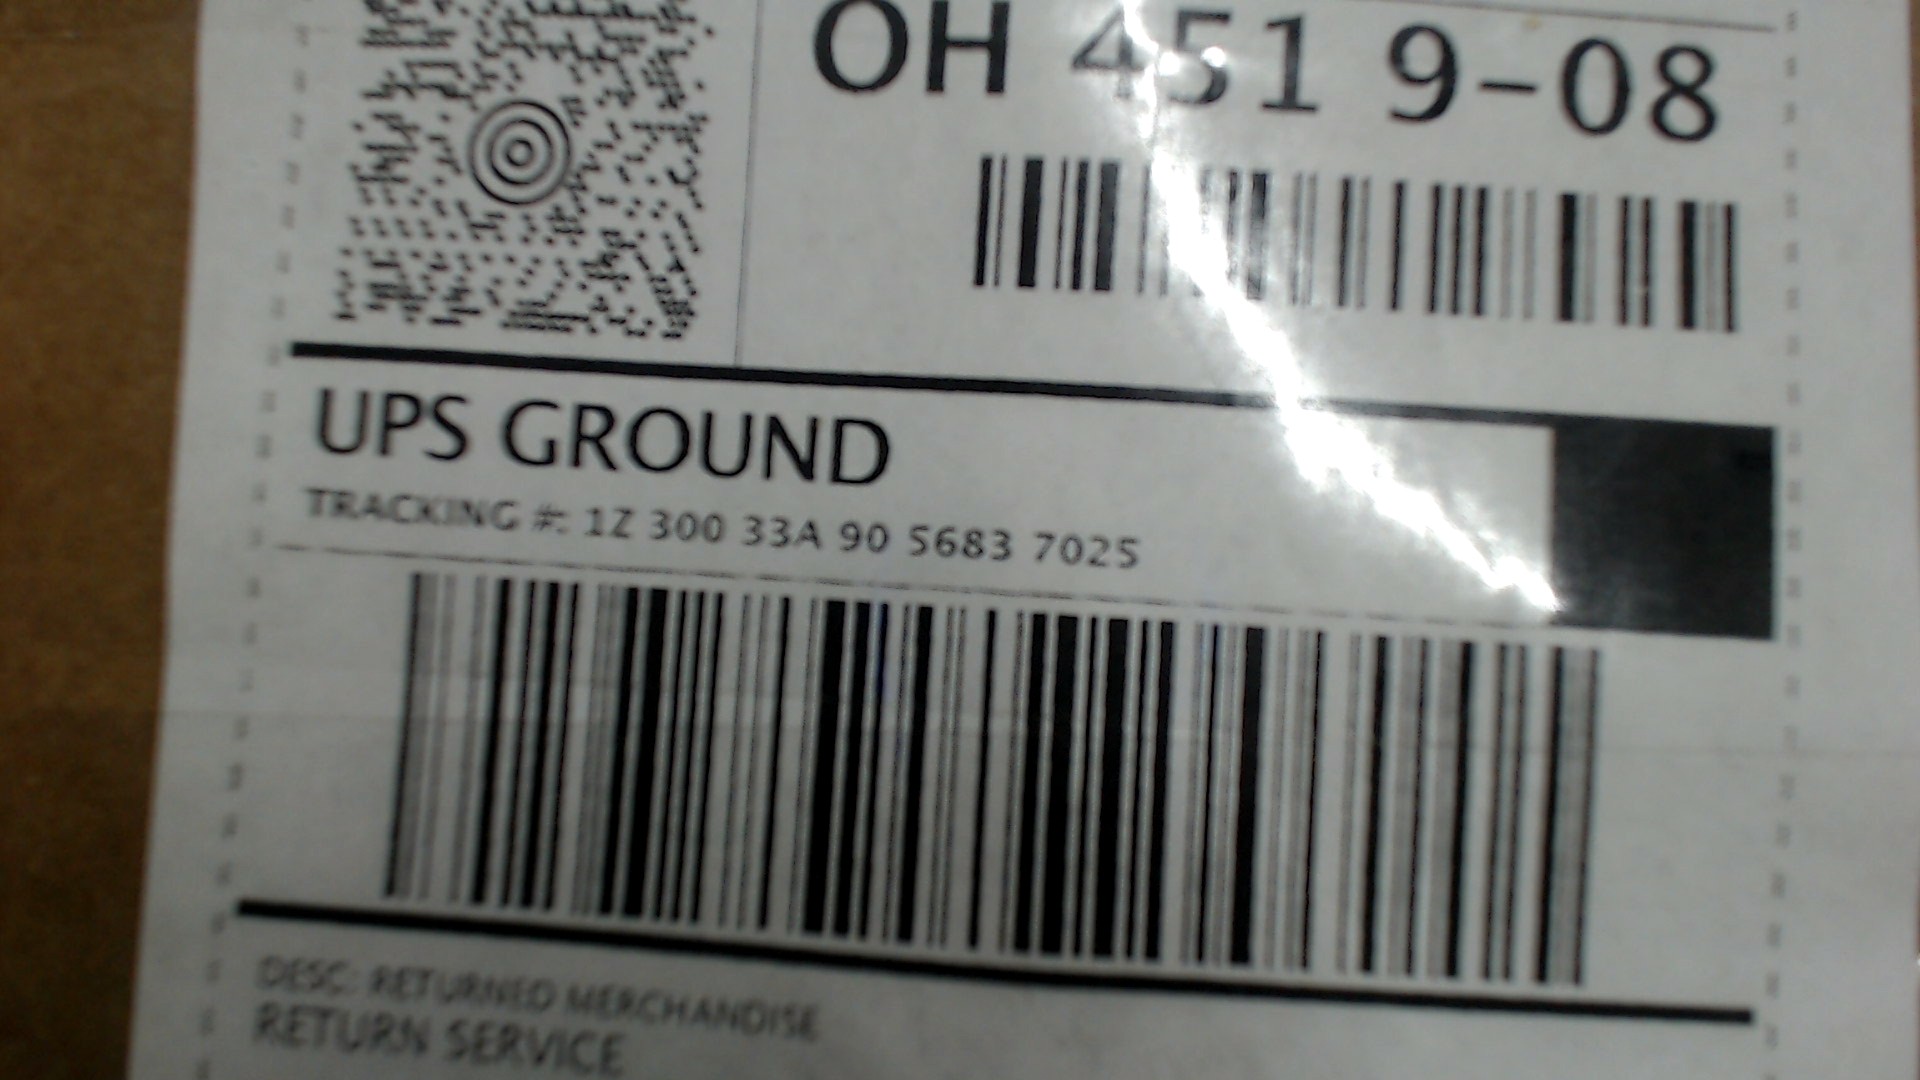 OH 451 9-08
UPS GROUND
TRACKING #: 1Z 300 33A 90 5683 7025
DESC: RETURNED MERCHANDISE
RETURN SERVICE